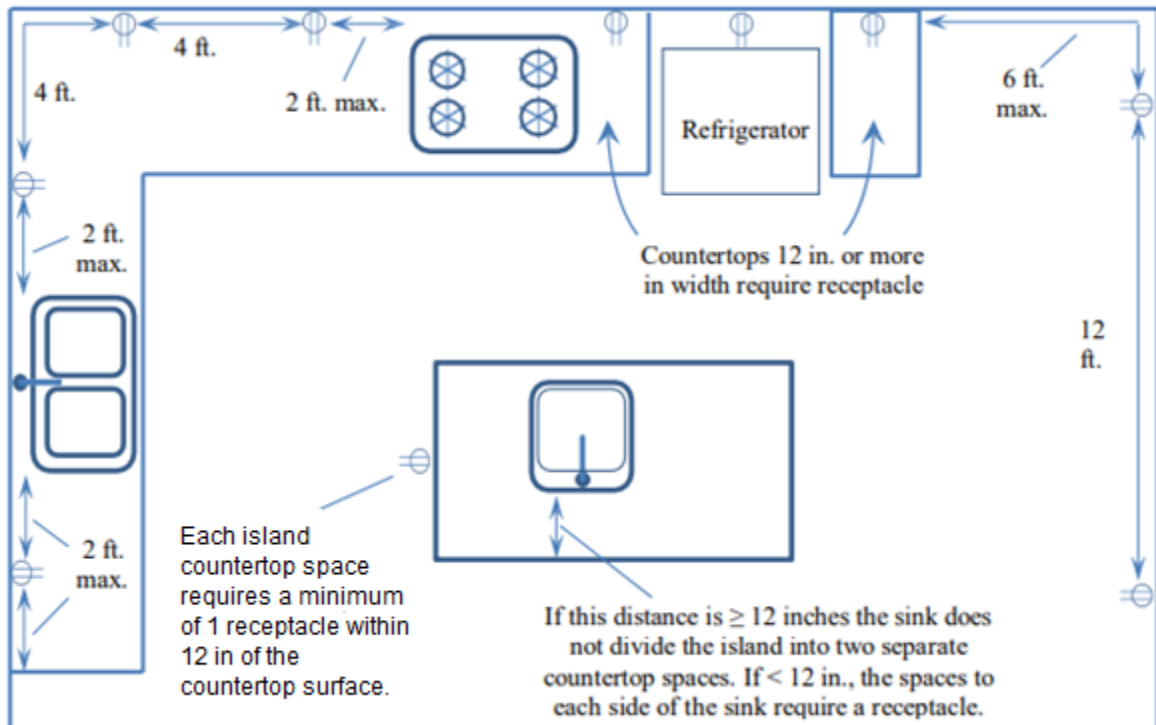 4 ft.
2 ft. max.
4 ft.
6 ft.
max.
Refrigerator
2 ft.
max.
Countertops 12 in. or more
in width require receptacle
12
ft.
2 ft.
max.
Each island
countertop space
requires a minimum
of 1 receptacle within
12 in of the
countertop surface.
If this distance is ≥ 12 inches the sink does
not divide the island into two separate
countertop spaces. If < 12 in., the spaces to
each side of the sink require a receptacle.